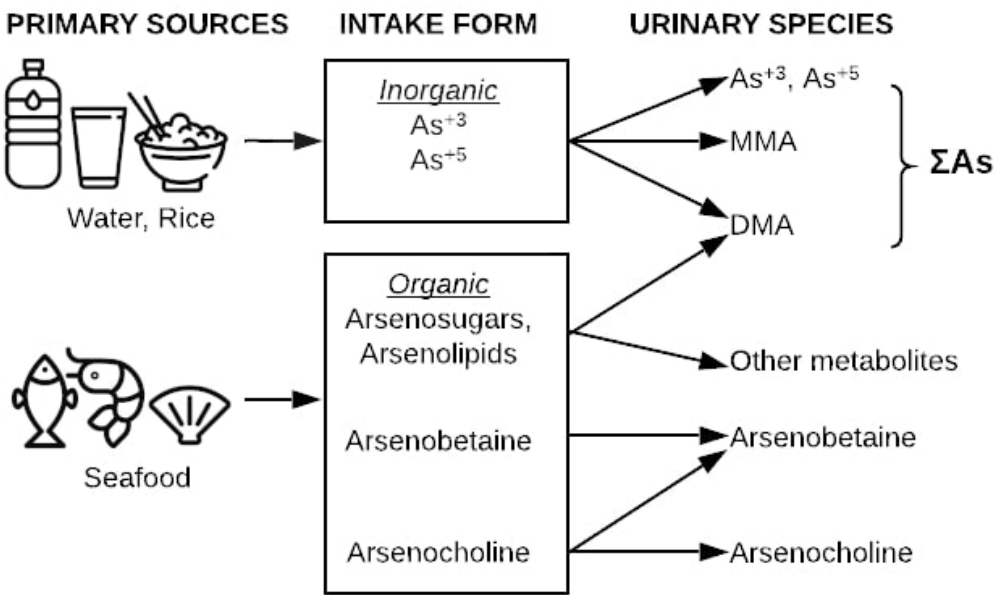 PRIMARY SOURCES
INTAKE FORM
URINARY SPECIES
Water, Rice
Inorganic
As⁺³
As⁺⁵
As⁺³, As⁺⁵
MMA
DMA
ΣAs
Seafood
Organic
Arsenosugars,
Arsenolipids
Arsenobetaine
Arsenocholine
Other metabolites
Arsenobetaine
Arsenocholine